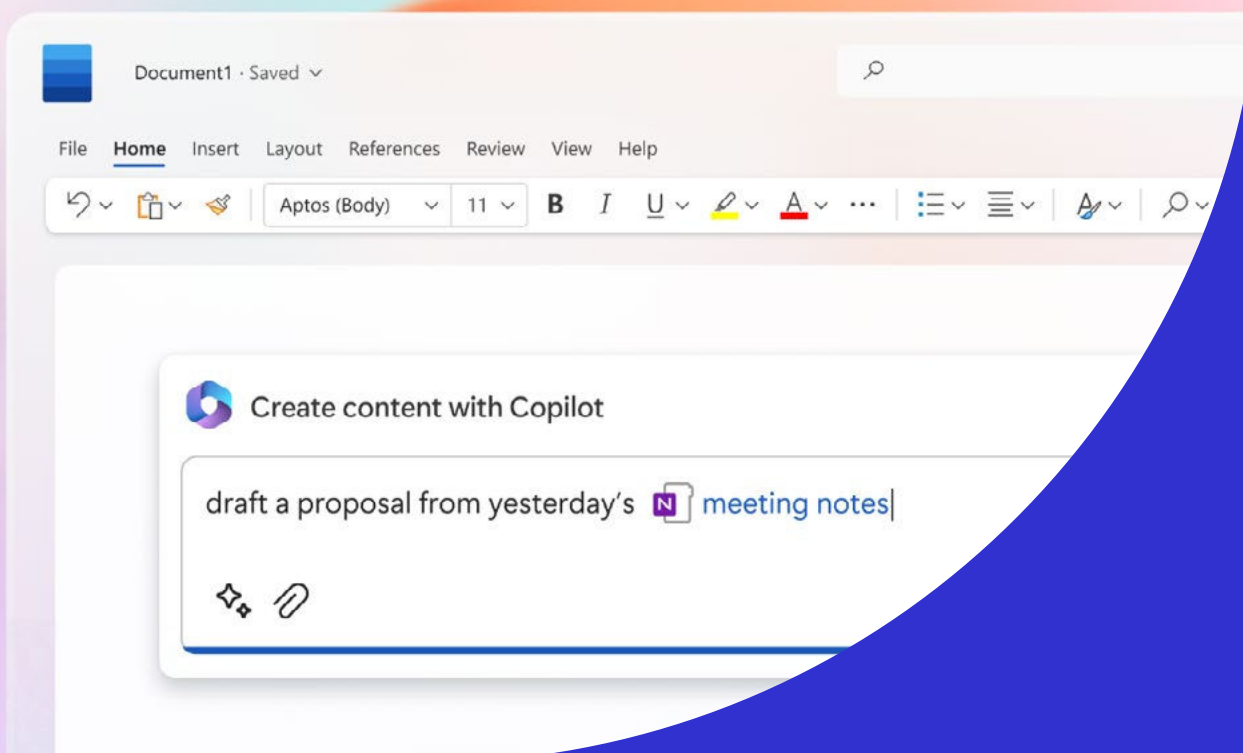 Document1 · Saved
File Home Insert Layout References Review View Help
Aptos (Body) 11 B I U A A
Create content with Copilot
draft a proposal from yesterday's N meeting notes